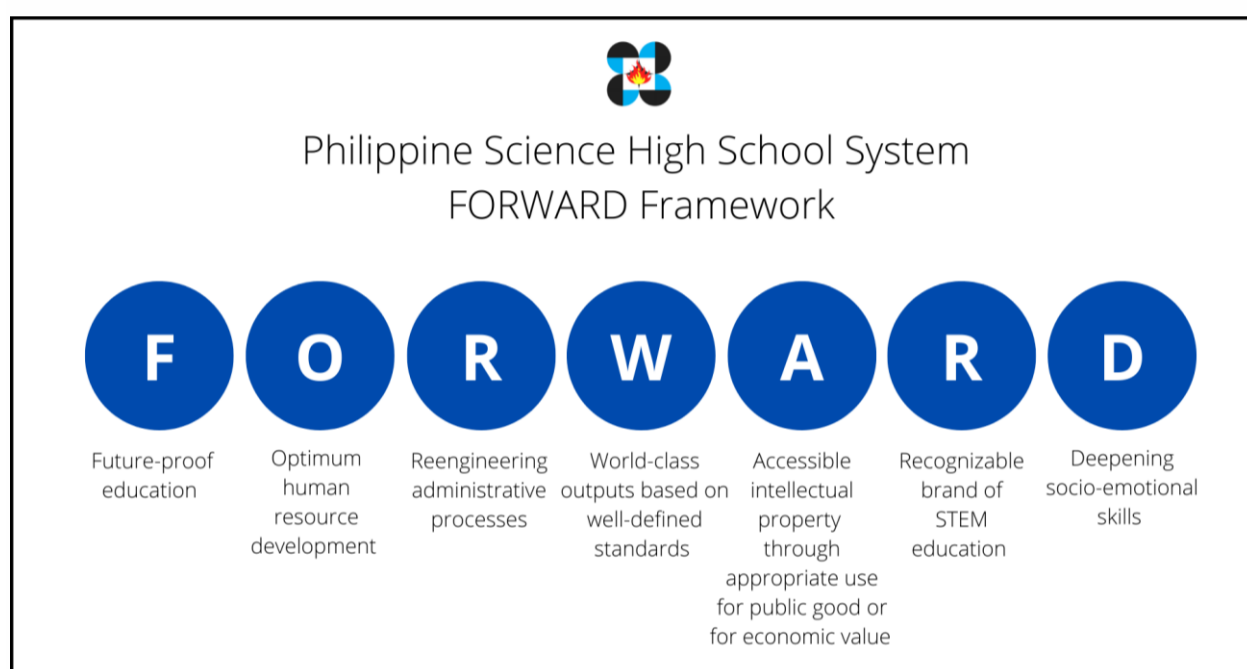 Philippine Science High School System
FORWARD Framework
F
O
R
W
A
R
D
Future-proof
education
Optimum
human
resource
development
Reengineering
administrative
processes
World-class
outputs based on
well-defined
standards
Accessible
intellectual
property
through
appropriate use
for public good or
for economic value
Recognizable
brand of
STEM
education
Deepening
socio-emotional
skills